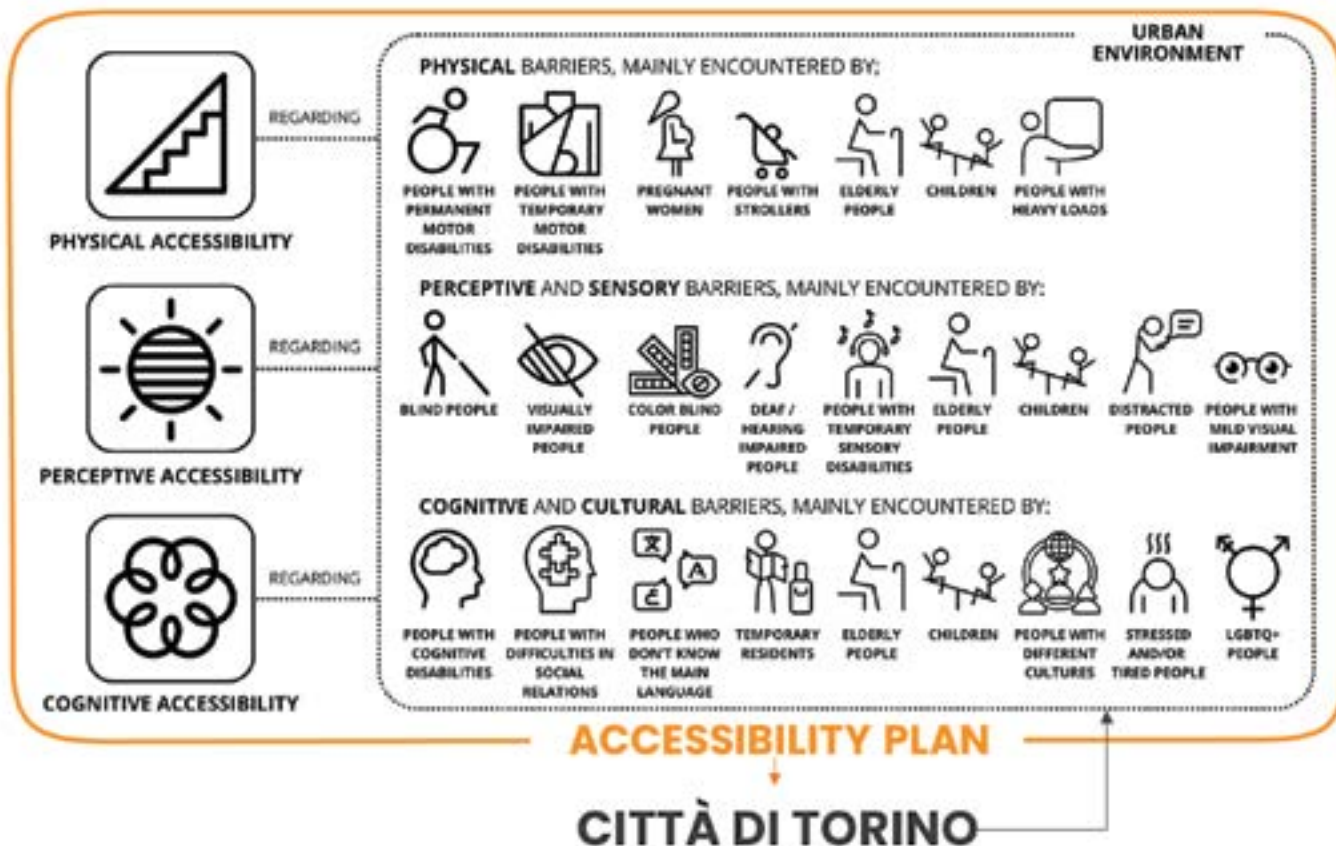 URBAN
ENVIRONMENT
PHYSICAL BARRIERS, MAINLY ENCOUNTERED BY:
REGARDING
PEOPLE WITH
PERMANENT
MOTOR
DISABILITIES
PEOPLE WITH
TEMPORARY
MOTOR
DISABILITIES
PREGNANT
WOMEN
PEOPLE WITH
STROLLERS
ELDERLY
PEOPLE
CHILDREN
PEOPLE WITH
HEAVY LOADS
PHYSICAL ACCESSIBILITY
PERCEPTIVE AND SENSORY BARRIERS, MAINLY ENCOUNTERED BY:
REGARDING
BLIND PEOPLE
VISUALLY
IMPAIRED
PEOPLE
COLOR BLIND
PEOPLE
DEAF /
HEARING
IMPAIRED
PEOPLE
PEOPLE WITH
TEMPORARY
SENSORY
DISABILITIES
ELDERLY
PEOPLE
CHILDREN
DISTRACTED
PEOPLE
PEOPLE WITH
MILD VISUAL
IMPAIRMENT
PERCEPTIVE ACCESSIBILITY
COGNITIVE AND CULTURAL BARRIERS, MAINLY ENCOUNTERED BY:
REGARDING
文
A
PEOPLE WITH
COGNITIVE
DISABILITIES
PEOPLE WITH
DIFFICULTIES IN
SOCIAL
RELATIONS
PEOPLE WHO
DON'T KNOW
THE MAIN
LANGUAGE
TEMPORARY
RESIDENTS
ELDERLY
PEOPLE
CHILDREN
PEOPLE WITH
DIFFERENT
CULTURES
STRESSED
AND/OR
TIRED PEOPLE
LGBTQ+
PEOPLE
COGNITIVE ACCESSIBILITY
ACCESSIBILITY PLAN
CITTÀ DI TORINO